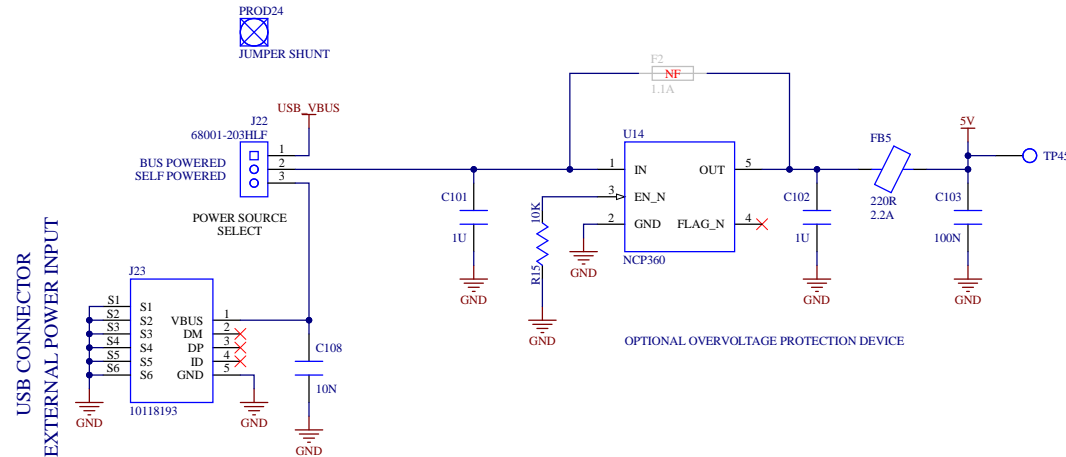 PROD24
JUMPER SHUNT
USB_VBUS
J22
68001-203HLF
1
2
3
BUS POWERED
SELF POWERED
POWER SOURCE
SELECT
F2
NF
1.1A
U14
1
IN
OUT
5
3
EN_N
2
GND
FLAG_N
4
NCP360
C101
1U
GND
10K
R15
GND
GND
C102
1U
GND
FB5
220R
2.2A
5V
TP45
C103
100N
GND
OPTIONAL OVERVOLTAGE PROTECTION DEVICE
USB CONNECTOR
EXTERNAL POWER INPUT
J23
S1
S1
S2
S2
S3
S3
S4
S4
S5
S5
S6
S6
VBUS
1
DM
2
DP
3
ID
4
GND
5
10118193
GND
GND
C108
10N
GND